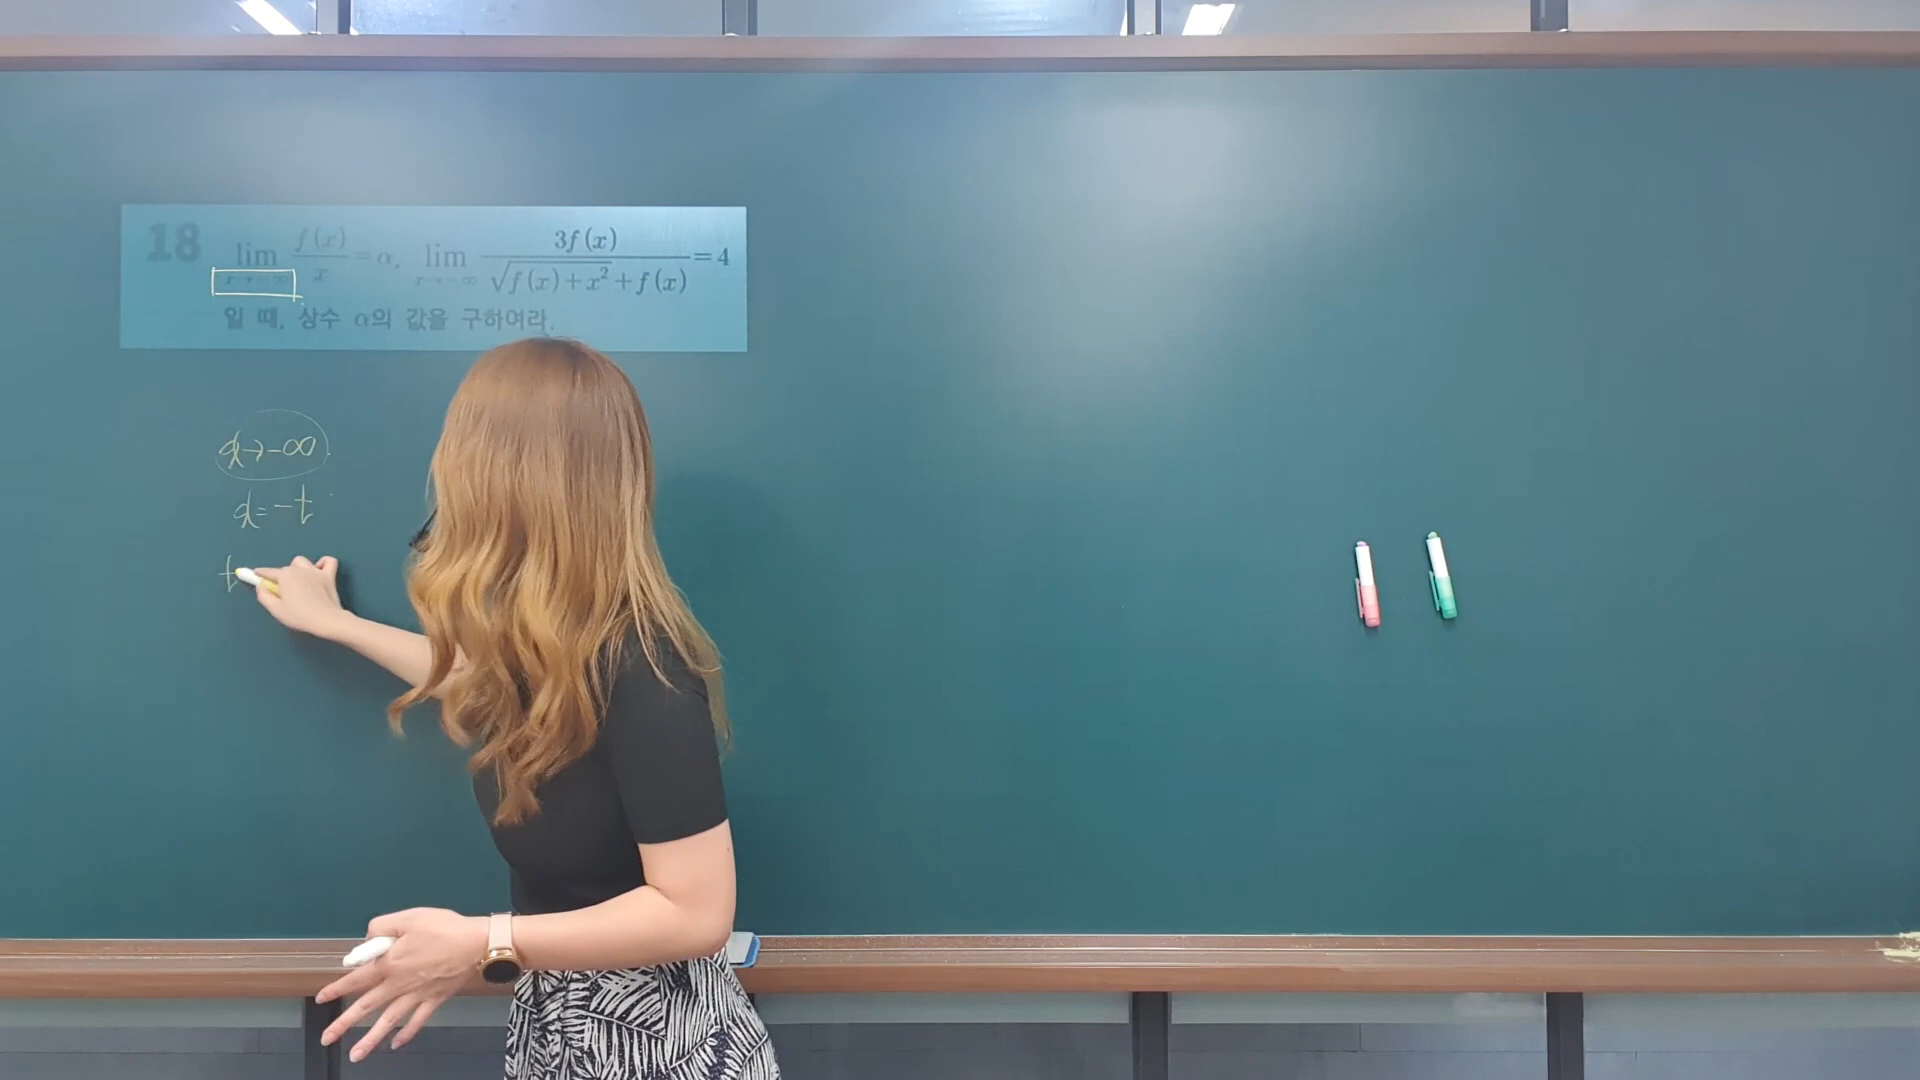 18 lim x→-∞ f(x)/x = α, lim x→-∞ 3f(x)/(√(f(x)+x²)+f(x)) = 4
일 때, 상수 α의 값을 구하여라.
x→-∞
x=-t
t